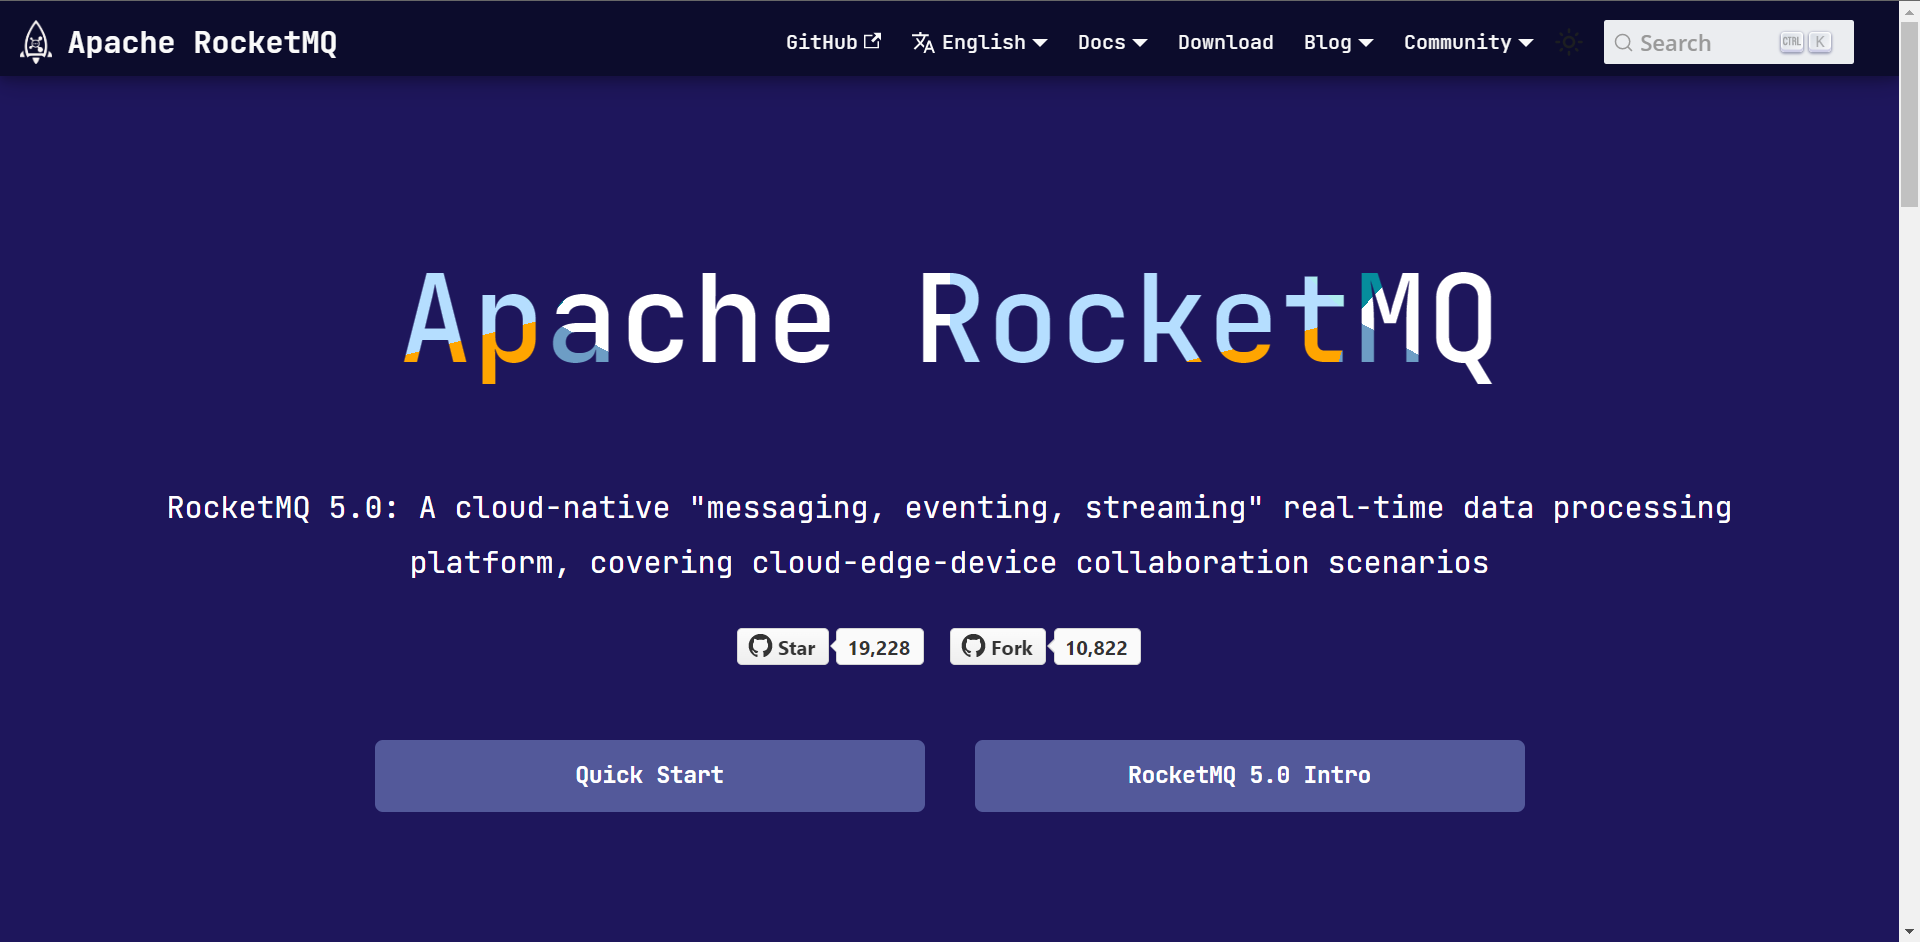 Apache RocketMQ
GitHub English Docs Download Blog Community Search CTRL K
Apache RocketMQ
RocketMQ 5.0: A cloud-native "messaging, eventing, streaming" real-time data processing
platform, covering cloud-edge-device collaboration scenarios
Star 19,228 Fork 10,822
Quick Start RocketMQ 5.0 Intro